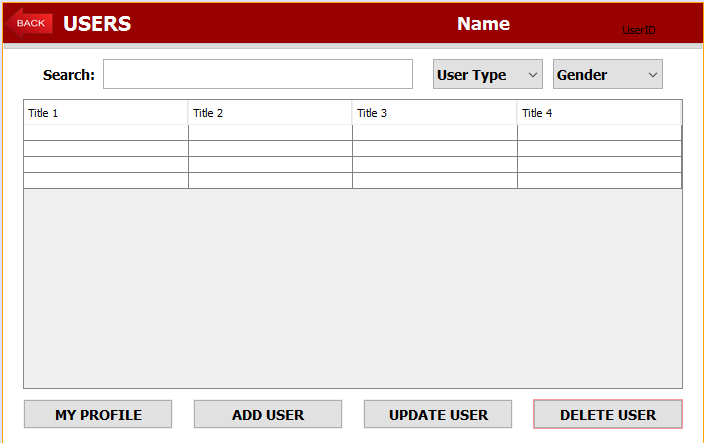 BACK USERS Name UserID
Search: User Type Gender
Title 1 Title 2 Title 3 Title 4
MY PROFILE ADD USER UPDATE USER DELETE USER